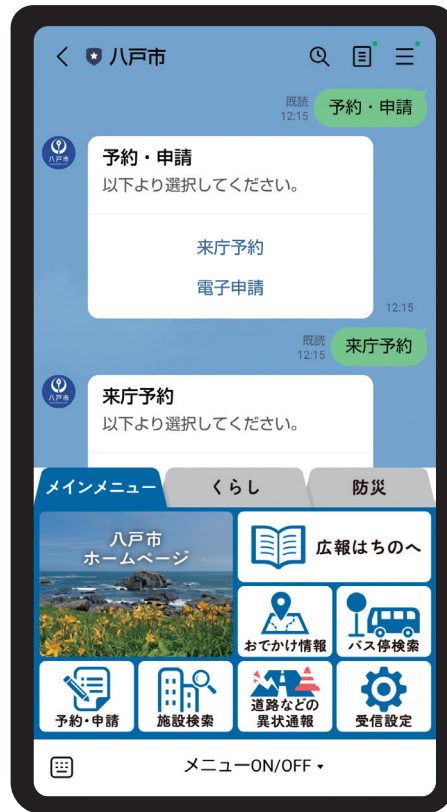 八戸市
既読
12:15
予約・申請
八戸市
予約・申請
以下より選択してください。
来庁予約
電子申請
12:15
既読
12:15
来庁予約
八戸市
来庁予約
以下より選択してください。
メインメニュー
くらし
防災
八戸市
ホームページ
広報はちのへ
おでかけ情報
バス停検索
予約・申請
施設検索
道路などの
異状通報
受信設定
メニューON/OFF ▾